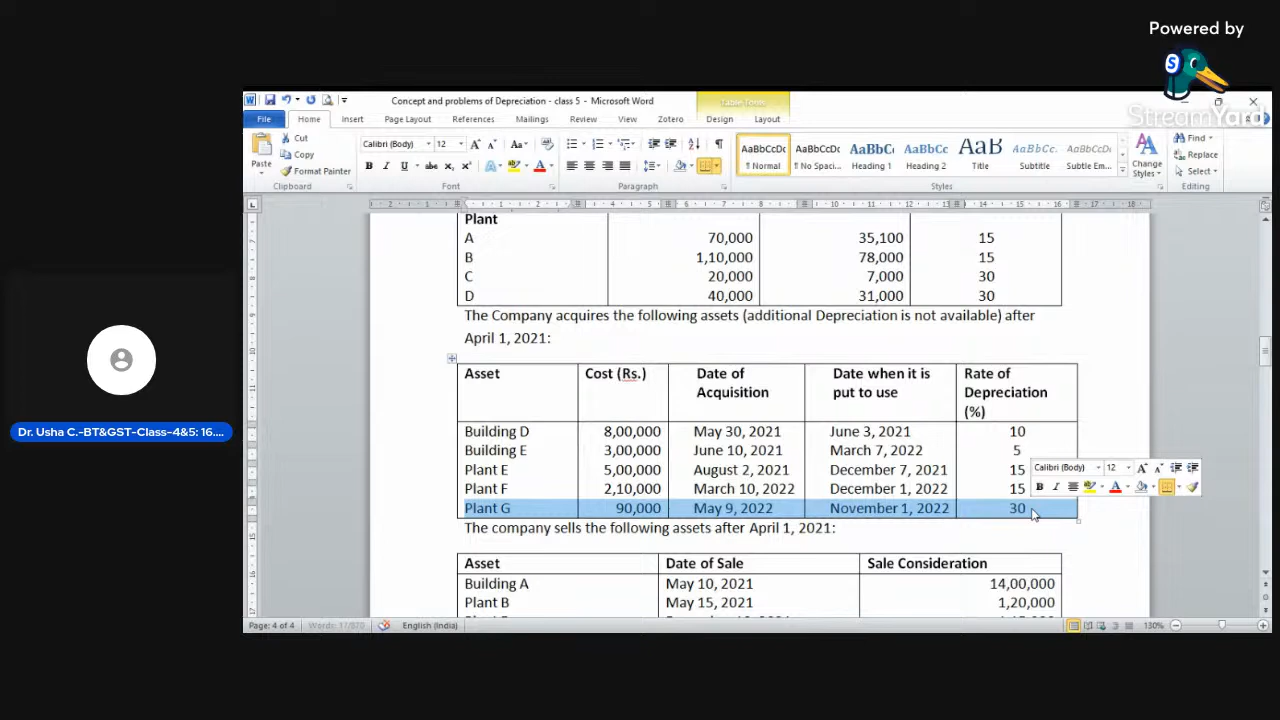 Powered by
StreamYard
Concept and problems of Depreciation - class 5 - Microsoft Word
Table Tools
File Home Insert Page Layout References Mailings Review View Zotero Design Layout
Paste
Cut
Copy
Format Painter
Clipboard
Calibri (Body) 12
Font
Paragraph
AaBbCcDc AaBbCcDc AaBbCc AaBbCc AaB AaBbCc. AaBbCcDc
¶ Normal ¶ No Spaci... Heading 1 Heading 2 Title Subtitle Subtle Em...
Styles
Change
Styles
Find
Replace
Select
Editing
Plant
A 70,000 35,100 15
B 1,10,000 78,000 15
C 20,000 7,000 30
D 40,000 31,000 30
The Company acquires the following assets (additional Depreciation is not available) after
April 1, 2021:
Asset Cost (Rs.) Date of Acquisition Date when it is put to use Rate of Depreciation (%)
Building D 8,00,000 May 30, 2021 June 3, 2021 10
Building E 3,00,000 June 10, 2021 March 7, 2022 5
Plant E 5,00,000 August 2, 2021 December 7, 2021 15
Plant F 2,10,000 March 10, 2022 December 1, 2022 15
Plant G 90,000 May 9, 2022 November 1, 2022 30
Calibri (Body) 12
The company sells the following assets after April 1, 2021:
Asset Date of Sale Sale Consideration
Building A May 10, 2021 14,00,000
Plant B May 15, 2021 1,20,000
Page: 4 of 4 Words: 17/870 English (India) 130%
Dr. Usha C.-BT&GST-Class-4&5: 16....